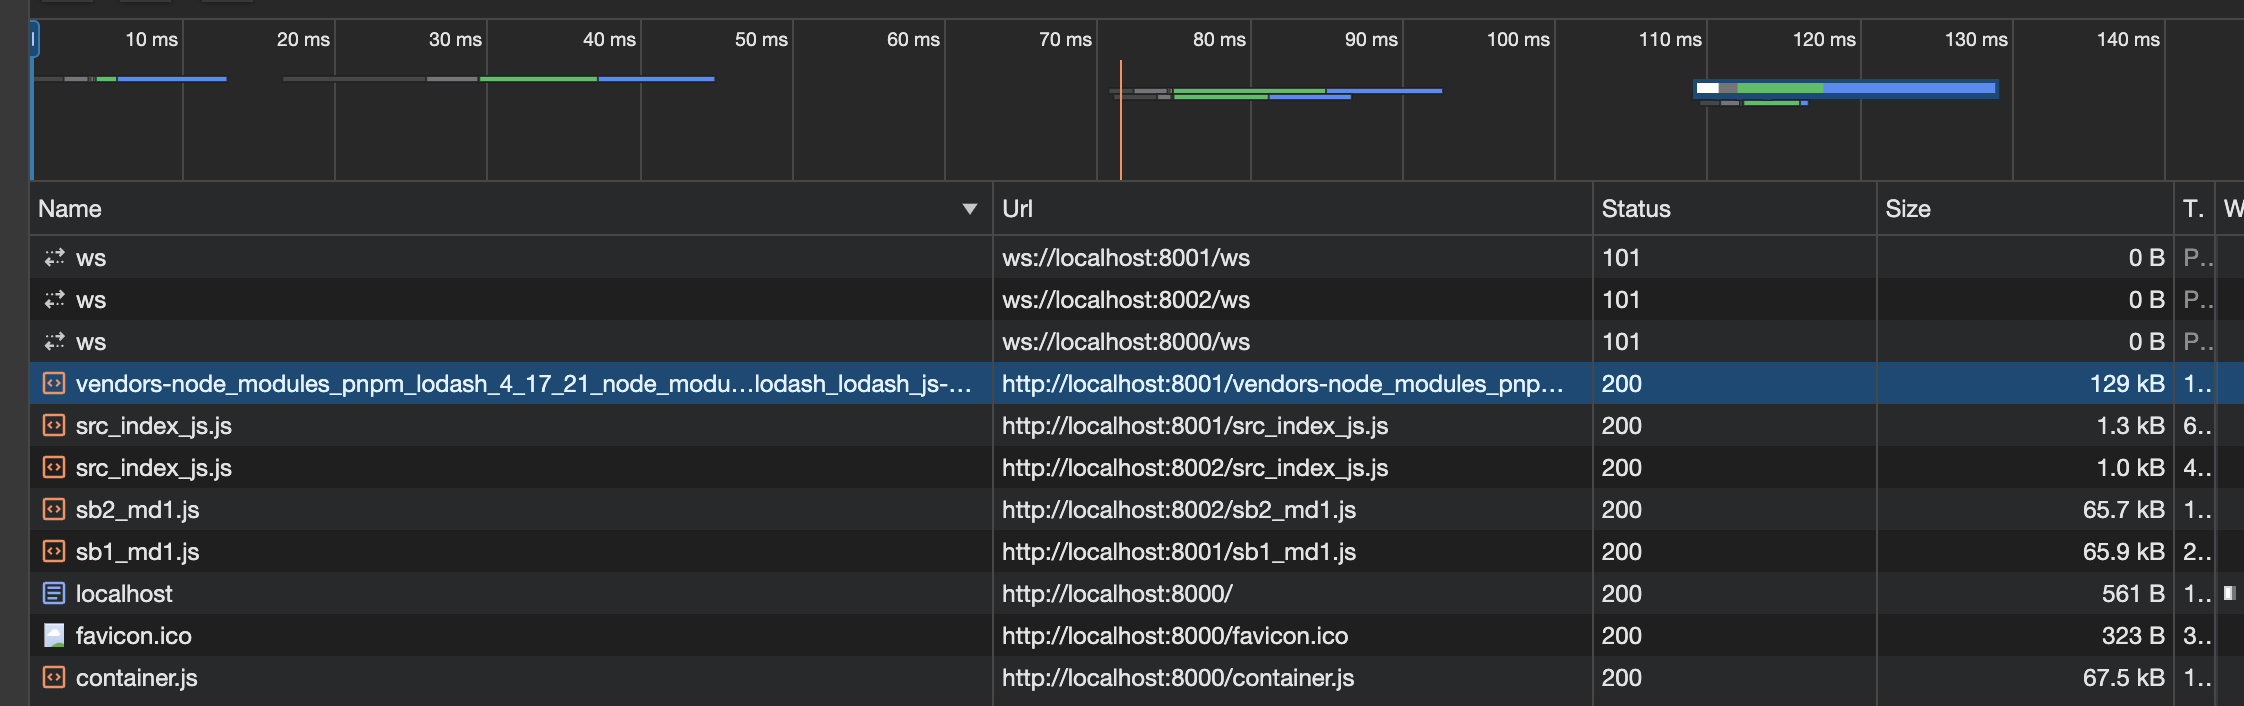 10 ms 20 ms 30 ms 40 ms 50 ms 60 ms 70 ms 80 ms 90 ms 100 ms 110 ms 120 ms 130 ms 140 ms
Name Url Status Size T. W
ws ws://localhost:8001/ws 101 0 B P..
ws ws://localhost:8002/ws 101 0 B P..
ws ws://localhost:8000/ws 101 0 B P..
vendors-node_modules_pnpm_lodash_4_17_21_node_modu…lodash_lodash_js-… http://localhost:8001/vendors-node_modules_pnp… 200 129 kB 1..
src_index_js.js http://localhost:8001/src_index_js.js 200 1.3 kB 6..
src_index_js.js http://localhost:8002/src_index_js.js 200 1.0 kB 4..
sb2_md1.js http://localhost:8002/sb2_md1.js 200 65.7 kB 1..
sb1_md1.js http://localhost:8001/sb1_md1.js 200 65.9 kB 2..
localhost http://localhost:8000/ 200 561 B 1..
favicon.ico http://localhost:8000/favicon.ico 200 323 B 3..
container.js http://localhost:8000/container.js 200 67.5 kB 1..